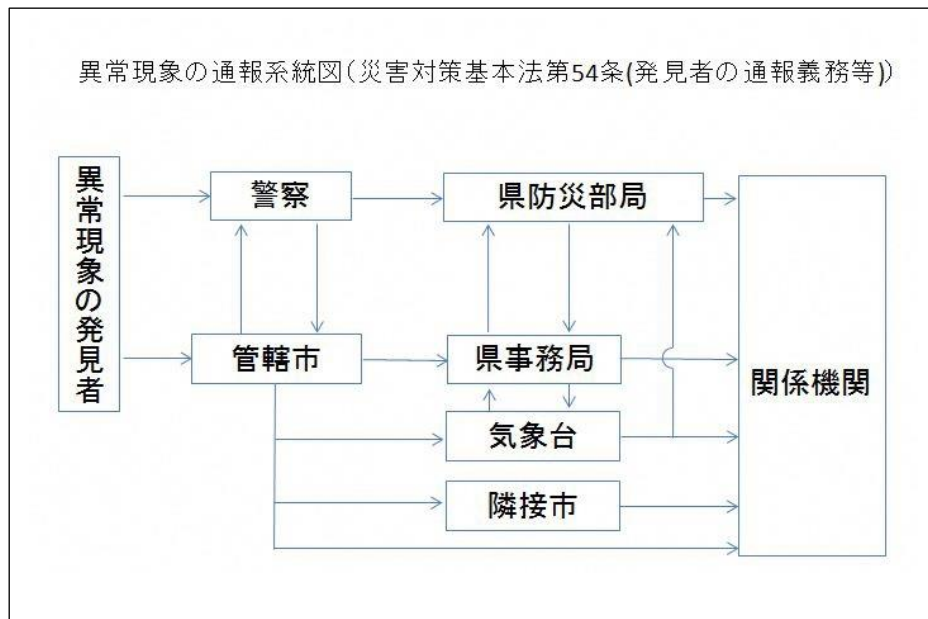 異常現象の通報系統図(災害対策基本法第54条(発見者の通報義務等))
異常現象の発見者
警察
県防災部局
管轄市
県事務局
気象台
隣接市
関係機関